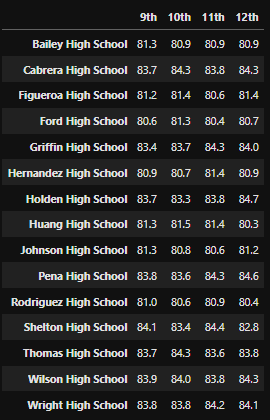 9th 10th 11th 12th
Bailey High School 81.3 80.9 80.9 80.9
Cabrera High School 83.7 84.3 83.8 84.3
Figueroa High School 81.2 81.4 80.6 81.4
Ford High School 80.6 81.3 80.4 80.7
Griffin High School 83.4 83.7 84.3 84.0
Hernandez High School 80.9 80.7 81.4 80.9
Holden High School 83.7 83.3 83.8 84.7
Huang High School 81.3 81.5 81.4 80.3
Johnson High School 81.3 80.8 80.6 81.2
Pena High School 83.8 83.6 84.3 84.6
Rodriguez High School 81.0 80.6 80.9 80.4
Shelton High School 84.1 83.4 84.4 82.8
Thomas High School 83.7 84.3 83.6 83.8
Wilson High School 83.9 84.0 83.8 84.3
Wright High School 83.8 83.8 84.2 84.1